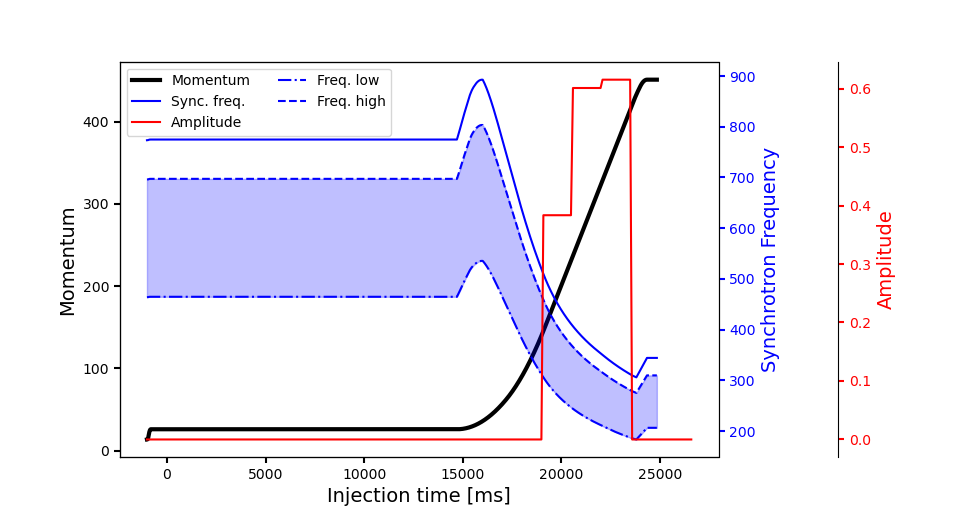 Momentum
Sync. freq.
Amplitude
Freq. low
Freq. high
0
100
200
300
400
Momentum
0
5000
10000
15000
20000
25000
Injection time [ms]
900
800
700
600
500
400
300
200
Synchrotron Frequency
0.6
0.5
0.4
0.3
0.2
0.1
0.0
Amplitude